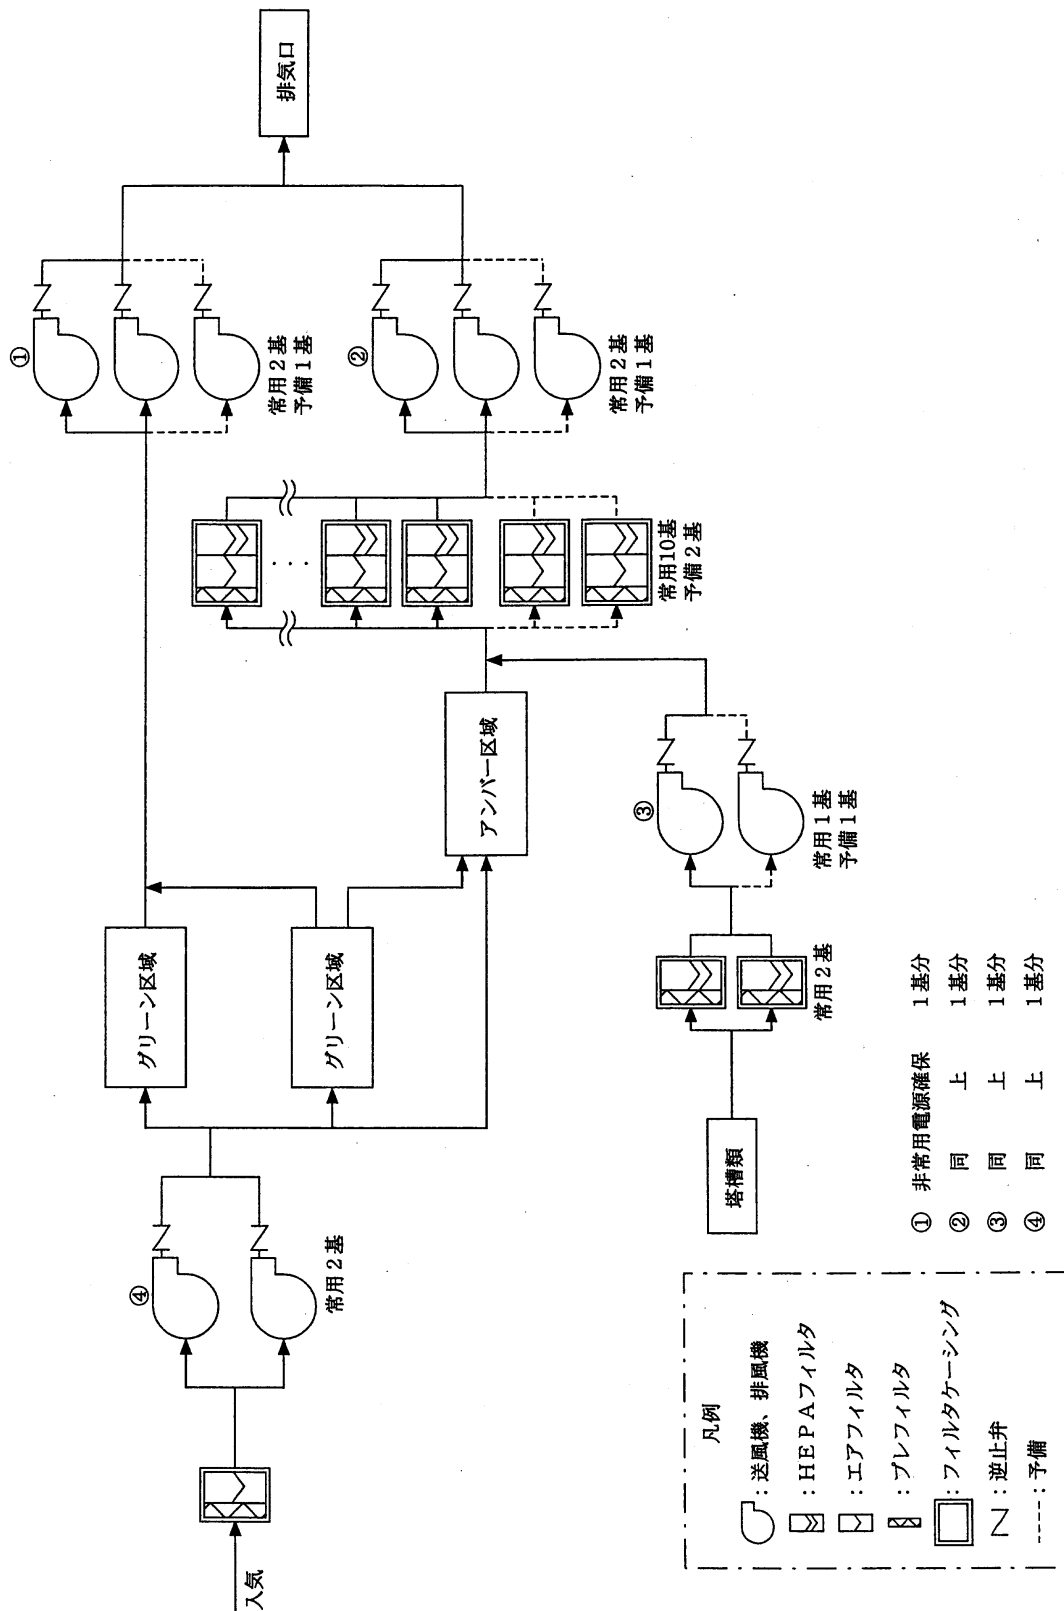 入気
④
常用2基
グリーン区域
グリーン区域
アンバー区域
塔槽類
常用2基
③
常用1基
予備1基
常用10基
予備2基
・・・
①
常用2基
予備1基
②
常用2基
予備1基
排気口
凡例
:送風機、排風機
:HEPAフィルタ
:エアフィルタ
:プレフィルタ
:フィルタケーシング
:逆止弁
:予備
① 非常用電源確保 1基分
② 同 上 1基分
③ 同 上 1基分
④ 同 上 1基分